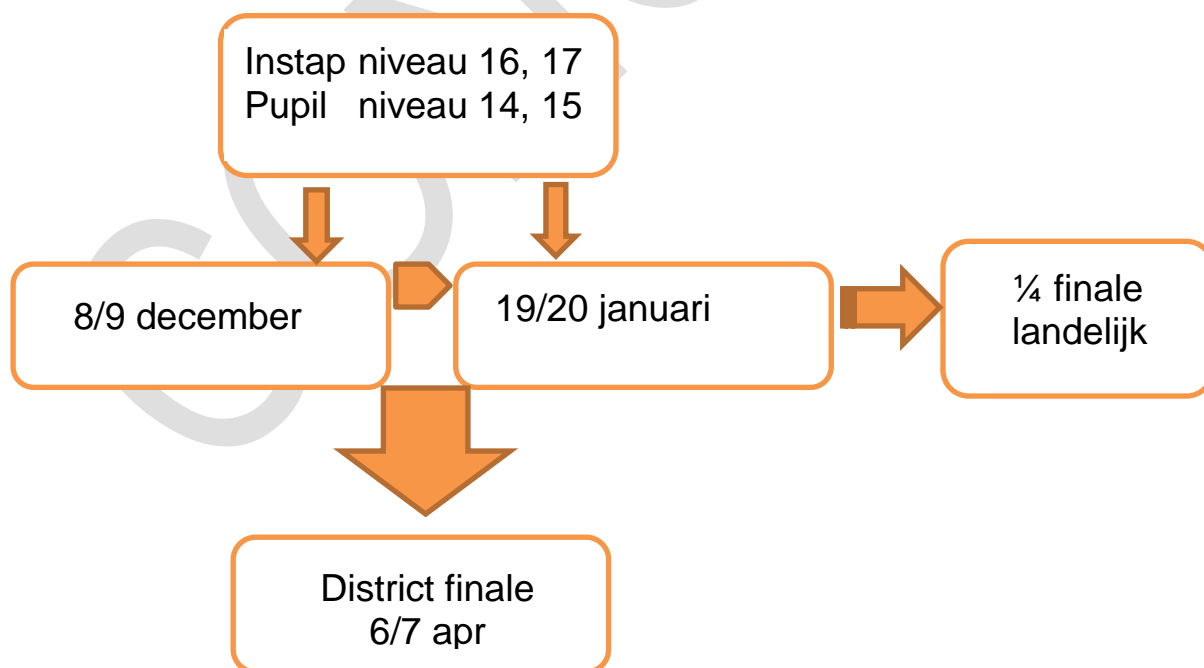 Instap niveau 16, 17
Pupil niveau 14, 15
8/9 december
19/20 januari
¼ finale
landelijk
District finale
6/7 apr